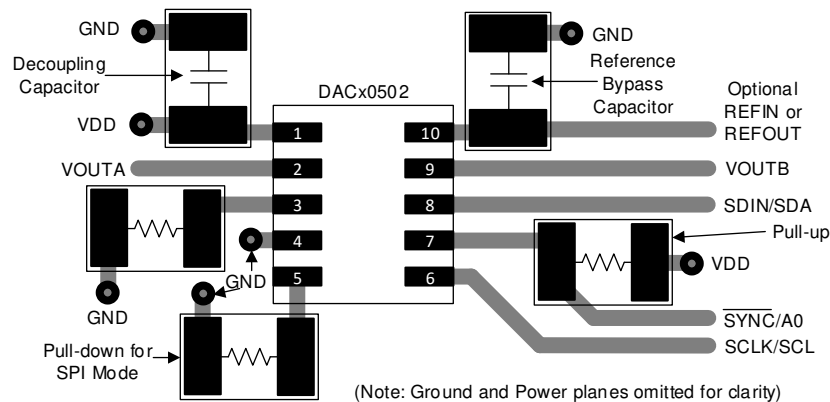 GND
GND
Decoupling
Capacitor
Reference
Bypass
Capacitor
DACx0502
Optional
REFIN or
REFOUT
VDD
1
10
VOUTA
2
9
VOUTB
3
8
SDIN/SDA
4
7
Pull-up
GND
5
6
VDD
GND
SYNC/A0
Pull-down for
SPI Mode
SCLK/SCL
(Note: Ground and Power planes omitted for clarity)